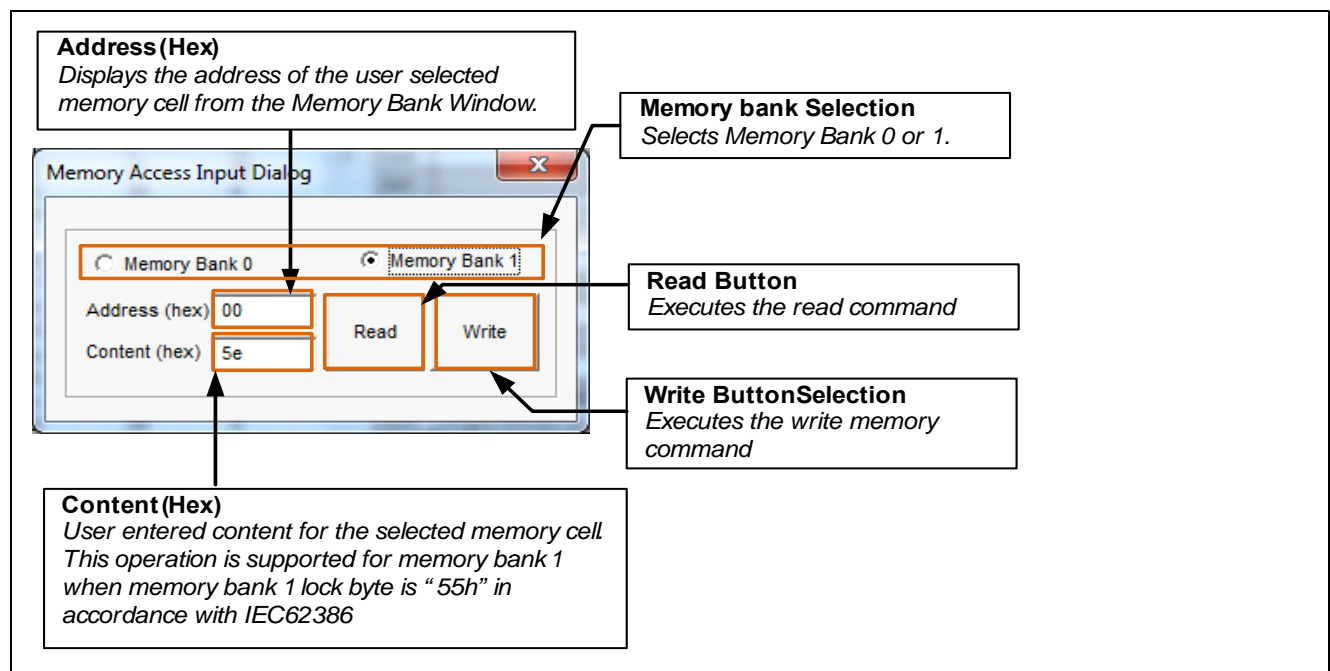 Address (Hex)
Displays the address of the user selected
memory cell from the Memory Bank Window.
Memory bank Selection
Selects Memory Bank 0 or 1.
Memory Access Input Dialog
Memory Bank 0
Memory Bank 1
Address (hex)
00
Read
Write
Content (hex)
5e
Read Button
Executes the read command
Write ButtonSelection
Executes the write memory
command
Content (Hex)
User entered content for the selected memory cell.
This operation is supported for memory bank 1
when memory bank 1 lock byte is “55h” in
accordance with IEC62386